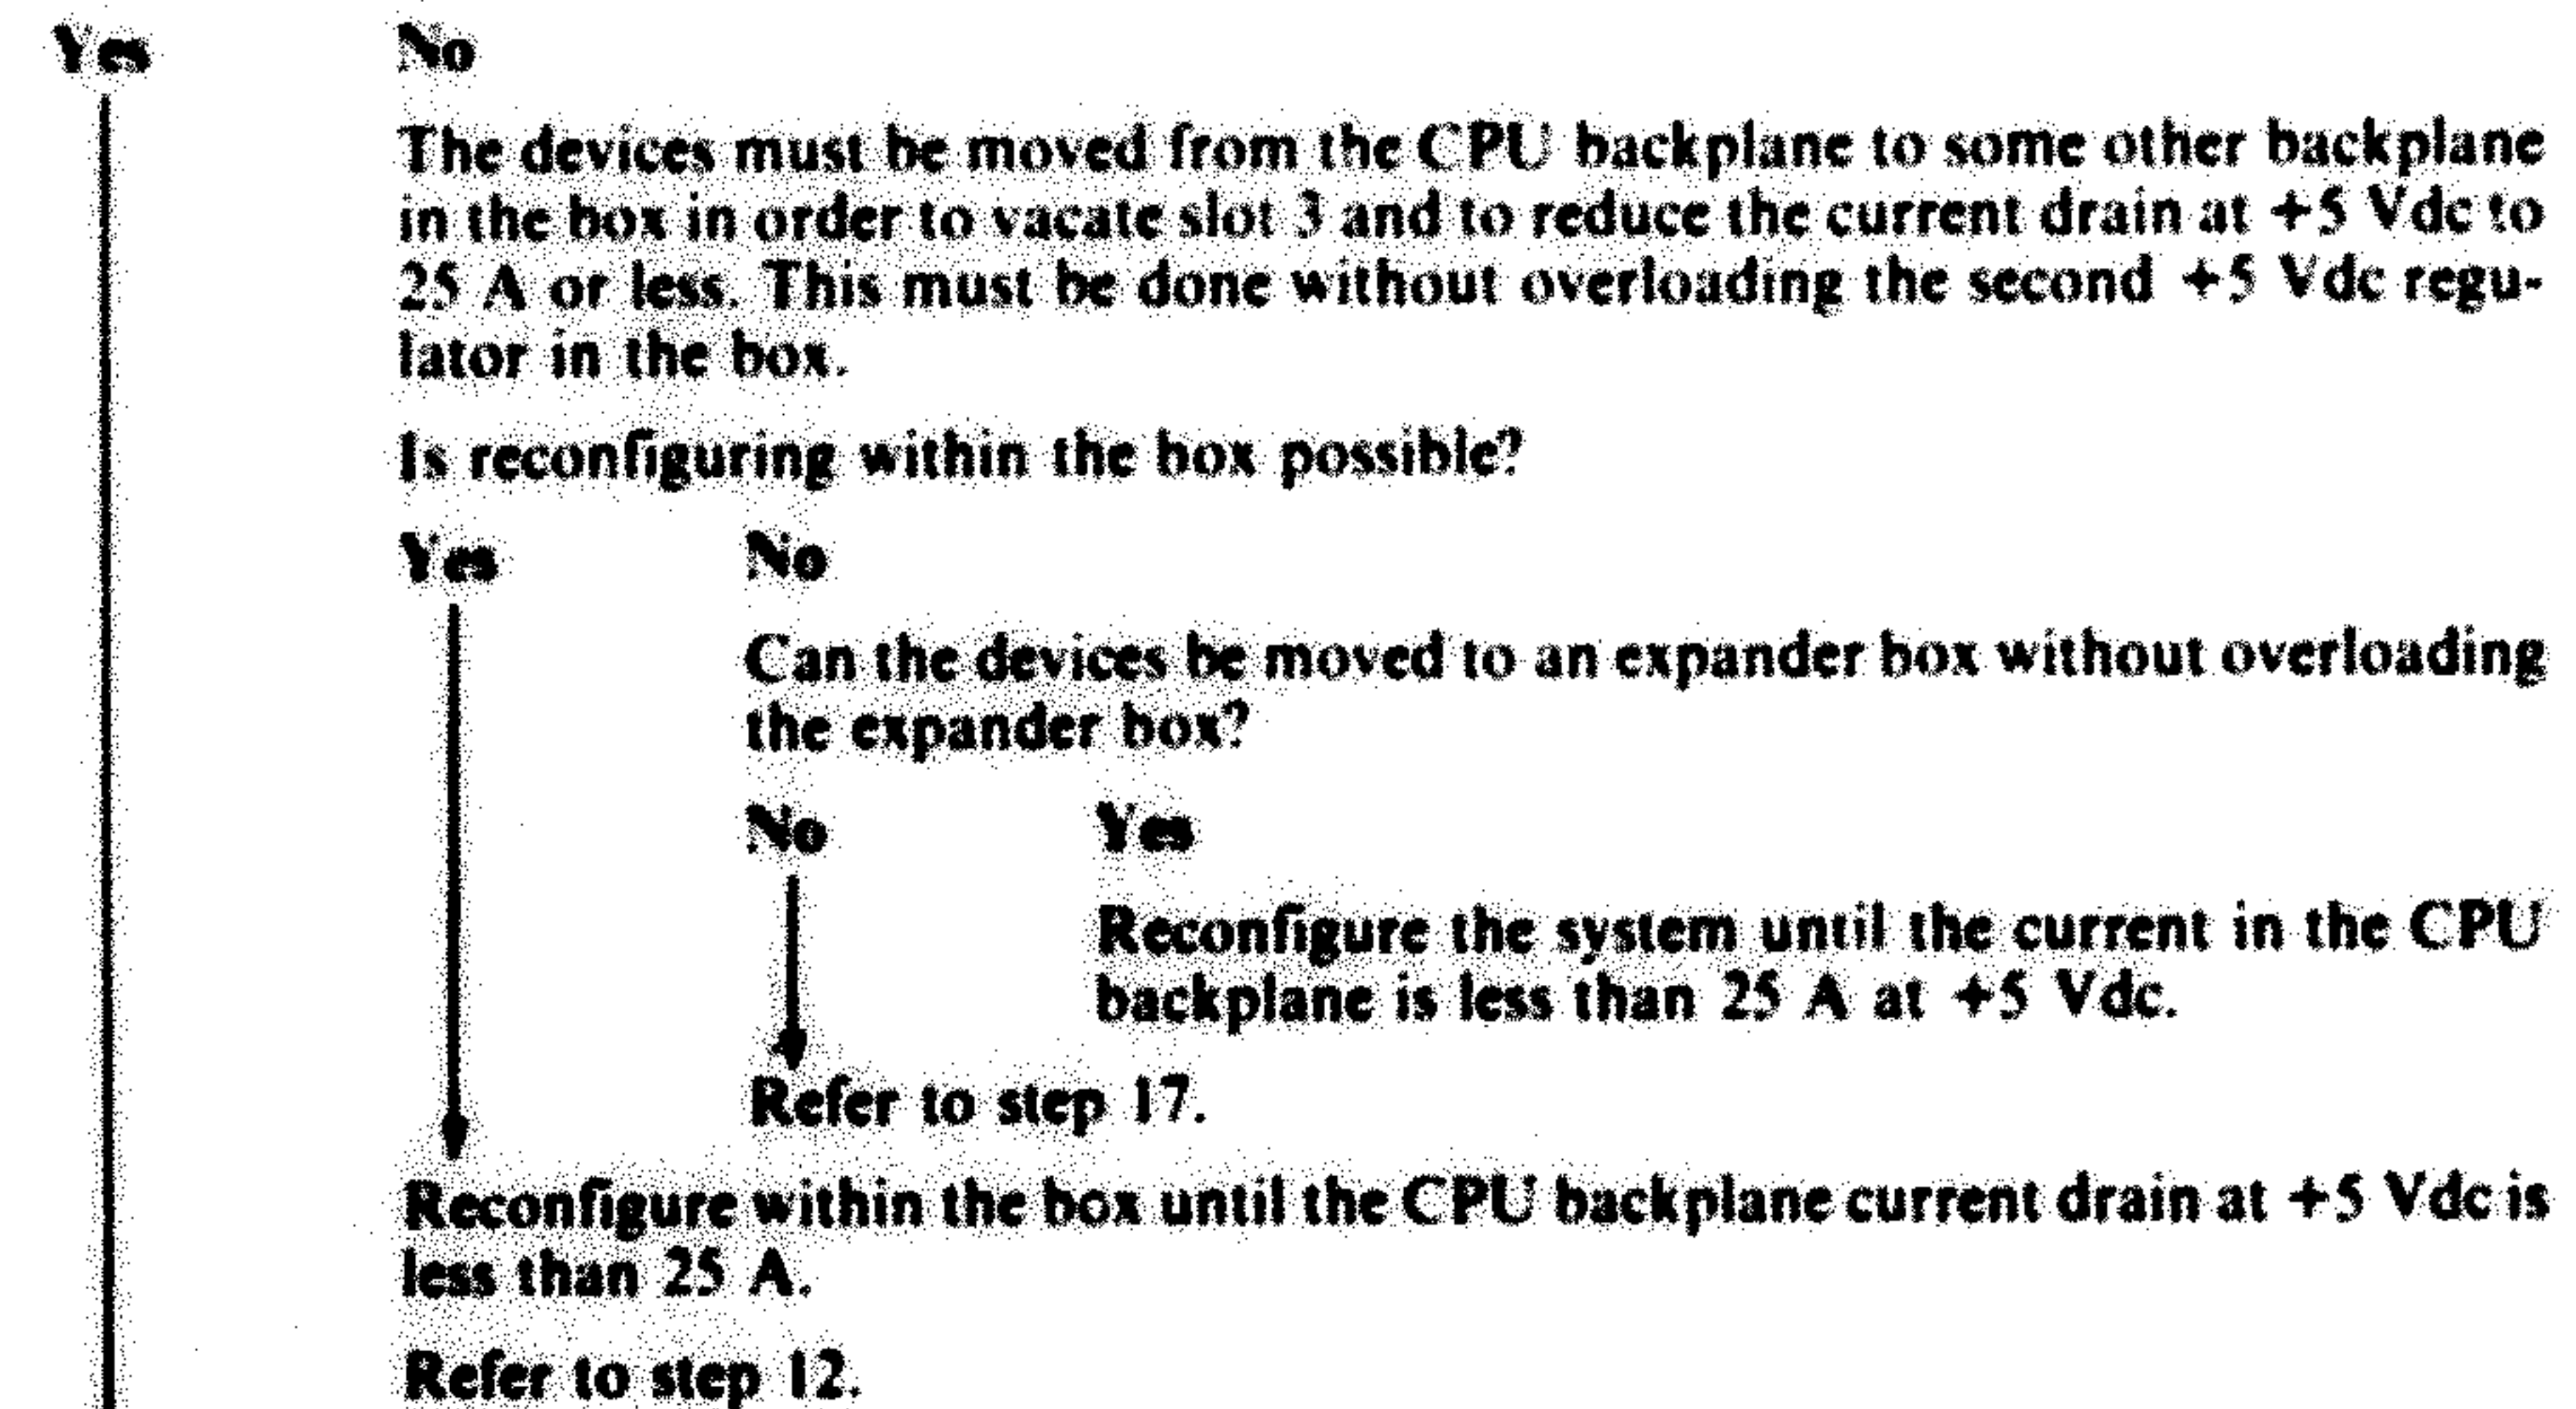 Yes No
The devices must be moved from the CPU backplane to some other backplane
in the box in order to vacate slot 3 and to reduce the current drain at +5 Vdc to
25 A or less. This must be done without overloading the second +5 Vdc regu-
lator in the box.
Is reconfiguring within the box possible?
Yes No
Can the devices be moved to an expander box without overloading
the expander box?
No Yes
Reconfigure the system until the current in the CPU
backplane is less than 25 A at +5 Vdc.
Refer to step 17.
Reconfigure within the box until the CPU backplane current drain at +5 Vdc is
less than 25 A.
Refer to step 12.